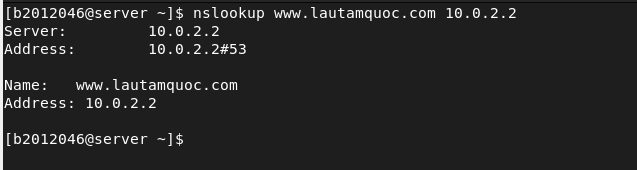 [b2012046@server ~]$ nslookup www.lautamquoc.com 10.0.2.2
Server:         10.0.2.2
Address:        10.0.2.2#53
Name:   www.lautamquoc.com
Address: 10.0.2.2
[b2012046@server ~]$